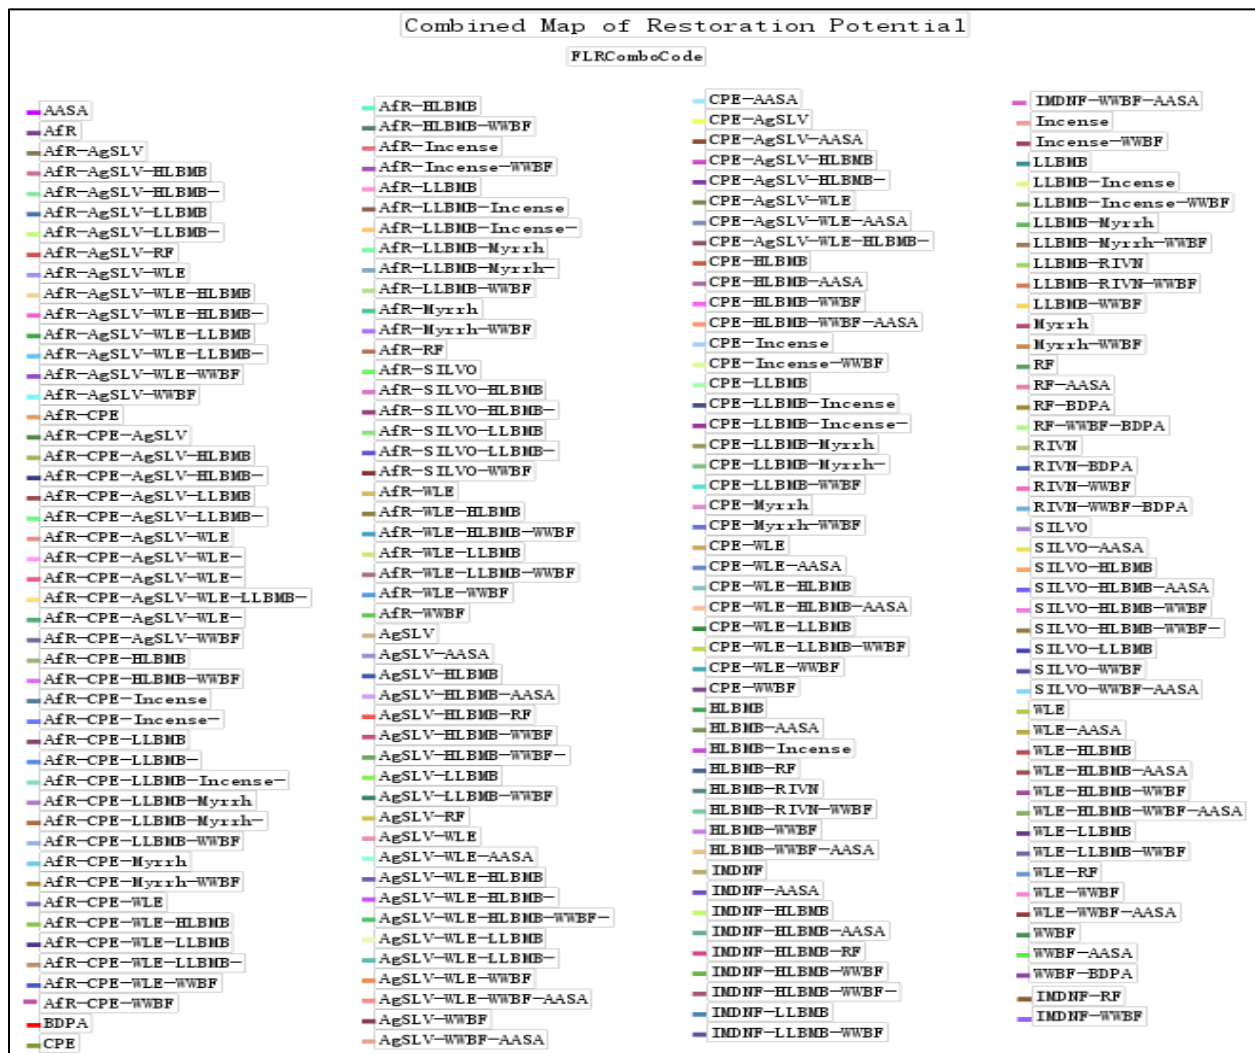 Combined Map of Restoration Potential
FLRComboCode
AASA
AfR
AfR-AgSLV
AfR-AgSLV-HLBMB
AfR-AgSLV-HLBMB-
AfR-AgSLV-LLBMB
AfR-AgSLV-LLBMB-
AfR-AgSLV-RF
AfR-AgSLV-WLE
AfR-AgSLV-WLE-HLBMB
AfR-AgSLV-WLE-HLBMB-
AfR-AgSLV-WLE-LLBMB
AfR-AgSLV-WLE-LLBMB-
AfR-AgSLV-WLE-WWBF
AfR-AgSLV-WWBF
AfR-CPE
AfR-CPE-AgSLV
AfR-CPE-AgSLV-HLBMB
AfR-CPE-AgSLV-HLBMB-
AfR-CPE-AgSLV-LLBMB
AfR-CPE-AgSLV-LLBMB-
AfR-CPE-AgSLV-WLE
AfR-CPE-AgSLV-WLE-
AfR-CPE-AgSLV-WLE-
AfR-CPE-AgSLV-WLE-LLBMB-
AfR-CPE-AgSLV-WLE-
AfR-CPE-AgSLV-WWBF
AfR-CPE-HLBMB
AfR-CPE-HLBMB-WWBF
AfR-CPE-Incense
AfR-CPE-Incense-
AfR-CPE-LLBMB
AfR-CPE-LLBMB-
AfR-CPE-LLBMB-Incense-
AfR-CPE-LLBMB-Myrrh
AfR-CPE-LLBMB-Myrrh-
AfR-CPE-LLBMB-WWBF
AfR-CPE-Myrrh
AfR-CPE-Myrrh-WWBF
AfR-CPE-WLE
AfR-CPE-WLE-HLBMB
AfR-CPE-WLE-LLBMB
AfR-CPE-WLE-LLBMB-
AfR-CPE-WLE-WWBF
AfR-CPE-WWBF
BDPA
CPE
AfR-HLBMB
AfR-HLBMB-WWBF
AfR-Incense
AfR-Incense-WWBF
AfR-LLBMB
AfR-LLBMB-Incense
AfR-LLBMB-Incense-
AfR-LLBMB-Myrrh
AfR-LLBMB-Myrrh-
AfR-LLBMB-WWBF
AfR-Myrrh
AfR-Myrrh-WWBF
AfR-RF
AfR-SILVO
AfR-SILVO-HLBMB
AfR-SILVO-HLBMB-
AfR-SILVO-LLBMB
AfR-SILVO-LLBMB-
AfR-SILVO-WWBF
AfR-WLE
AfR-WLE-HLBMB
AfR-WLE-HLBMB-WWBF
AfR-WLE-LLBMB
AfR-WLE-LLBMB-WWBF
AfR-WLE-WWBF
AfR-WWBF
AgSLV
AgSLV-AASA
AgSLV-HLBMB
AgSLV-HLBMB-AASA
AgSLV-HLBMB-RF
AgSLV-HLBMB-WWBF
AgSLV-HLBMB-WWBF-
AgSLV-LLBMB
AgSLV-LLBMB-WWBF
AgSLV-RF
AgSLV-WLE
AgSLV-WLE-AASA
AgSLV-WLE-HLBMB
AgSLV-WLE-HLBMB-
AgSLV-WLE-HLBMB-WWBF-
AgSLV-WLE-LLBMB
AgSLV-WLE-LLBMB-
AgSLV-WLE-WWBF
AgSLV-WLE-WWBF-AASA
AgSLV-WWBF
AgSLV-WWBF-AASA
CPE-AASA
CPE-AgSLV
CPE-AgSLV-AASA
CPE-AgSLV-HLBMB
CPE-AgSLV-HLBMB-
CPE-AgSLV-WLE
CPE-AgSLV-WLE-AASA
CPE-AgSLV-WLE-HLBMB-
CPE-HLBMB
CPE-HLBMB-AASA
CPE-HLBMB-WWBF
CPE-HLBMB-WWBF-AASA
CPE-Incense
CPE-Incense-WWBF
CPE-LLBMB
CPE-LLBMB-Incense
CPE-LLBMB-Incense-
CPE-LLBMB-Myrrh
CPE-LLBMB-Myrrh-
CPE-LLBMB-WWBF
CPE-Myrrh
CPE-Myrrh-WWBF
CPE-WLE
CPE-WLE-AASA
CPE-WLE-HLBMB
CPE-WLE-HLBMB-AASA
CPE-WLE-LLBMB
CPE-WLE-LLBMB-WWBF
CPE-WLE-WWBF
CPE-WWBF
HLBMB
HLBMB-AASA
HLBMB-Incense
HLBMB-RF
HLBMB-RIVN
HLBMB-RIVN-WWBF
HLBMB-WWBF
HLBMB-WWBF-AASA
IMDNF
IMDNF-AASA
IMDNF-HLBMB
IMDNF-HLBMB-AASA
IMDNF-HLBMB-RF
IMDNF-HLBMB-WWBF
IMDNF-HLBMB-WWBF-
IMDNF-LLBMB
IMDNF-LLBMB-WWBF
IMDNF-WWBF-AASA
Incense
Incense-WWBF
LLBMB
LLBMB-Incense
LLBMB-Incense-WWBF
LLBMB-Myrrh
LLBMB-Myrrh-WWBF
LLBMB-RIVN
LLBMB-RIVN-WWBF
LLBMB-WWBF
Myrrh
Myrrh-WWBF
RF
RF-AASA
RF-BDPA
RF-WWBF-BDPA
RIVN
RIVN-BDPA
RIVN-WWBF
RIVN-WWBF-BDPA
SILVO
SILVO-AASA
SILVO-HLBMB
SILVO-HLBMB-AASA
SILVO-HLBMB-WWBF
SILVO-HLBMB-WWBF-
SILVO-LLBMB
SILVO-WWBF
SILVO-WWBF-AASA
WLE
WLE-AASA
WLE-HLBMB
WLE-HLBMB-AASA
WLE-HLBMB-WWBF
WLE-HLBMB-WWBF-AASA
WLE-LLBMB
WLE-LLBMB-WWBF
WLE-RF
WLE-WWBF
WLE-WWBF-AASA
WWBF
WWBF-AASA
WWBF-BDPA
IMDNF-RF
IMDNF-WWBF